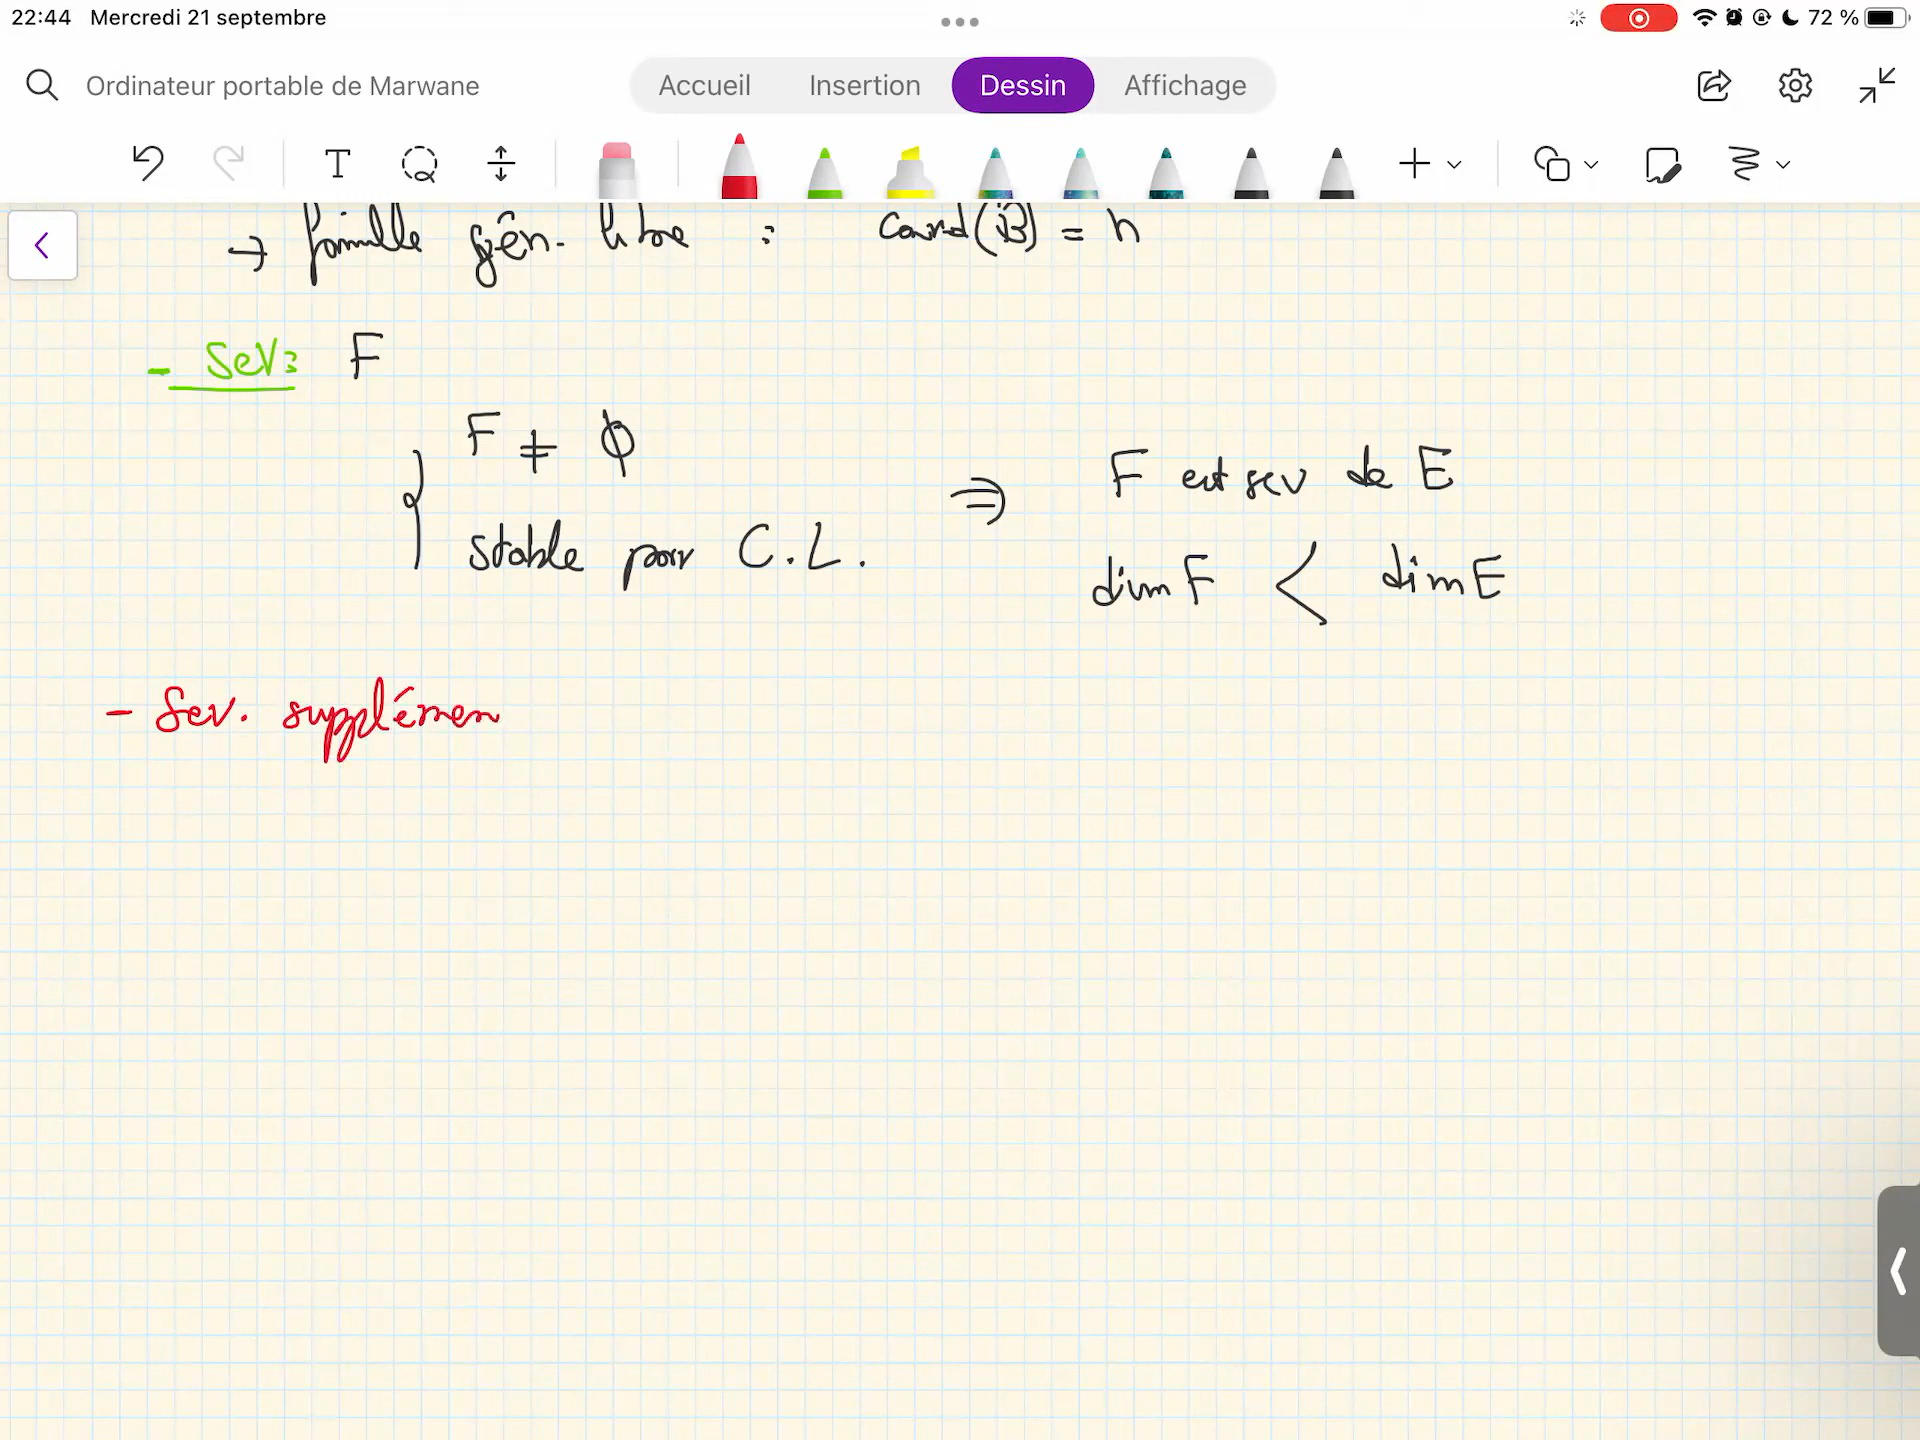 22:44 Mercredi 21 septembre 72 %
Ordinateur portable de Marwane Accueil Insertion Dessin Affichage
T
→ famille gén. libre : Card(B) = n
- SeV: F
F ≠ ∅
stable par C.L.
⇒ F est sev de E
dim F < dim E
- Sev. supplémen